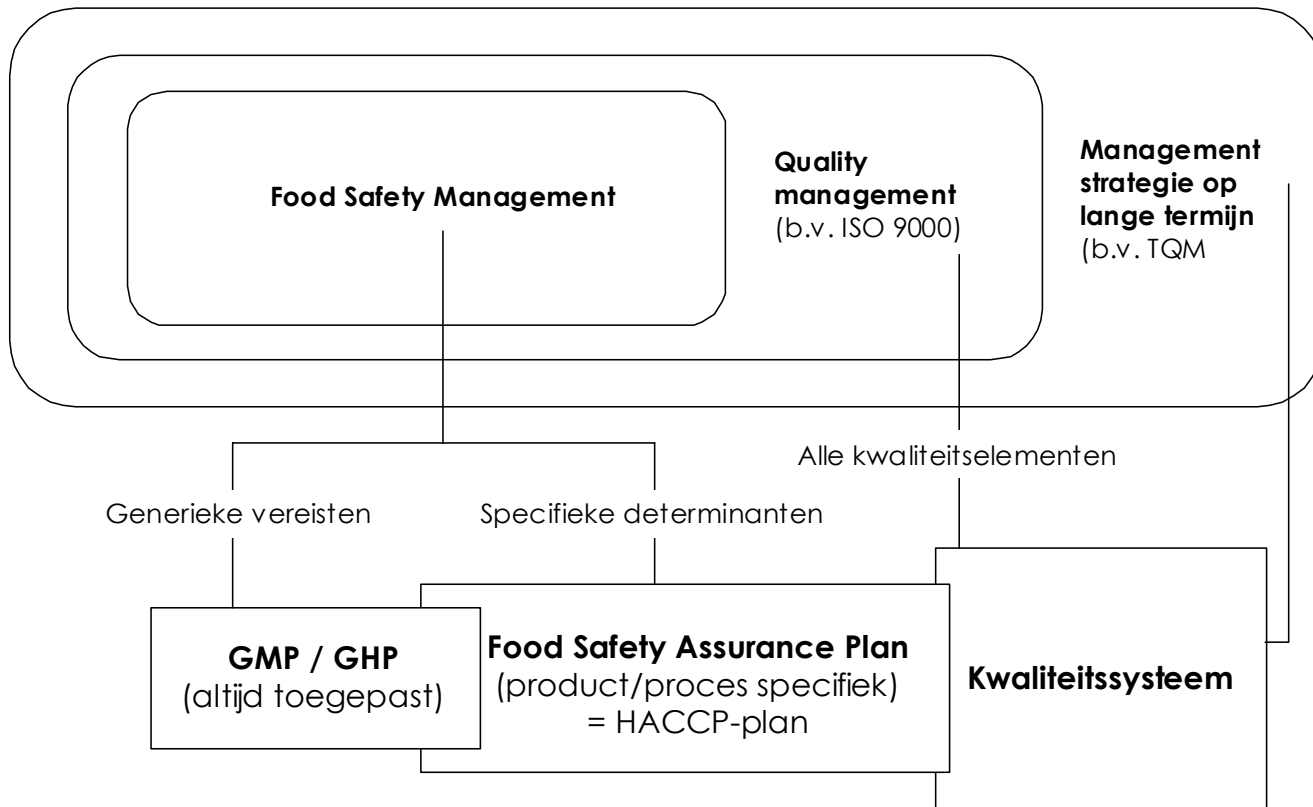 Food Safety Management
Quality
management
(b.v. ISO 9000)
Management
strategie op
lange termijn
(b.v. TQM
Alle kwaliteitselementen
Generieke vereisten
Specifieke determinanten
GMP / GHP
(altijd toegepast)
Food Safety Assurance Plan
(product/proces specifiek)
= HACCP-plan
Kwaliteitssysteem